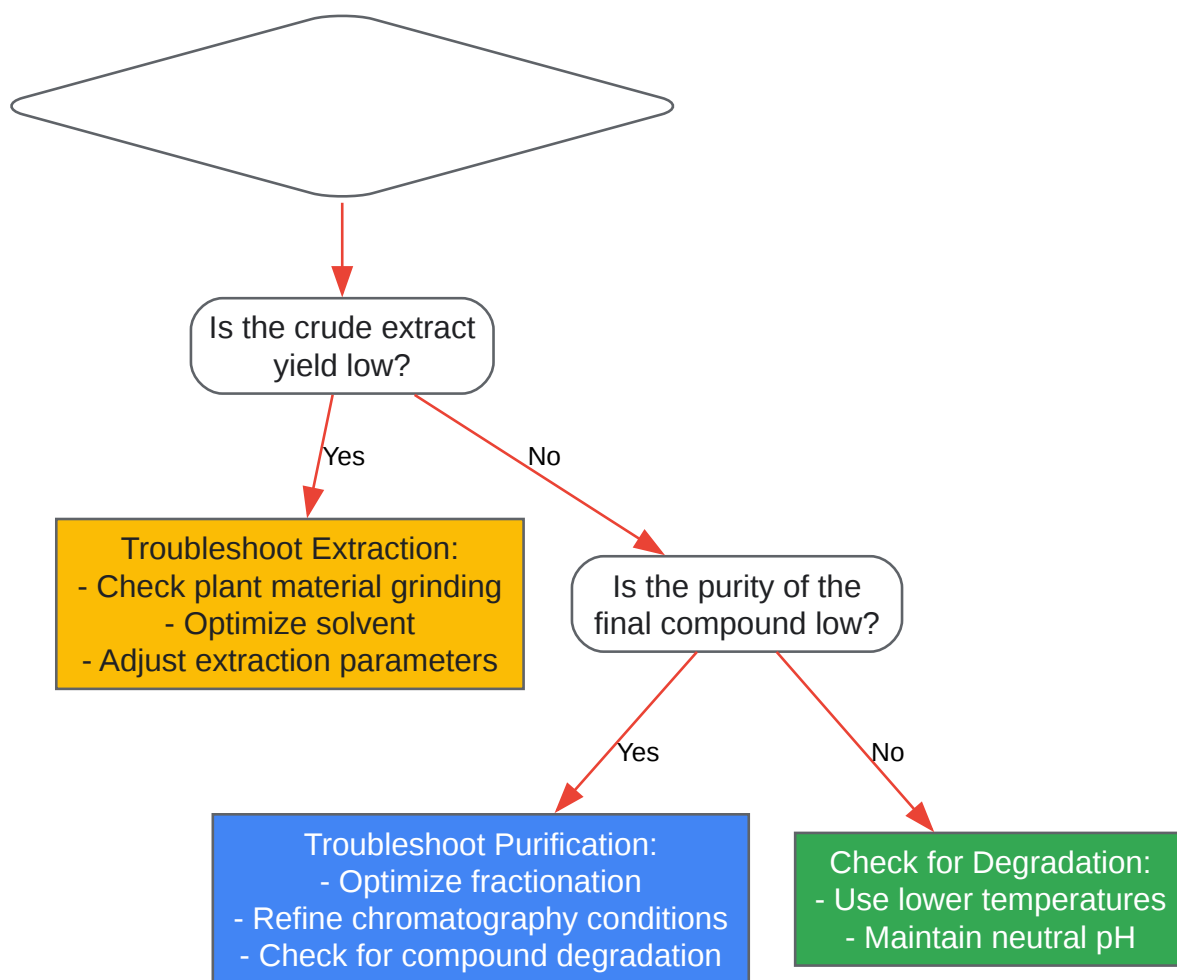 Is the crude extract
yield low?
Yes
No
Troubleshoot Extraction:
- Check plant material grinding
- Optimize solvent
- Adjust extraction parameters
Is the purity of the
final compound low?
Yes
No
Troubleshoot Purification:
- Optimize fractionation
- Refine chromatography conditions
- Check for compound degradation
Check for Degradation:
- Use lower temperatures
- Maintain neutral pH